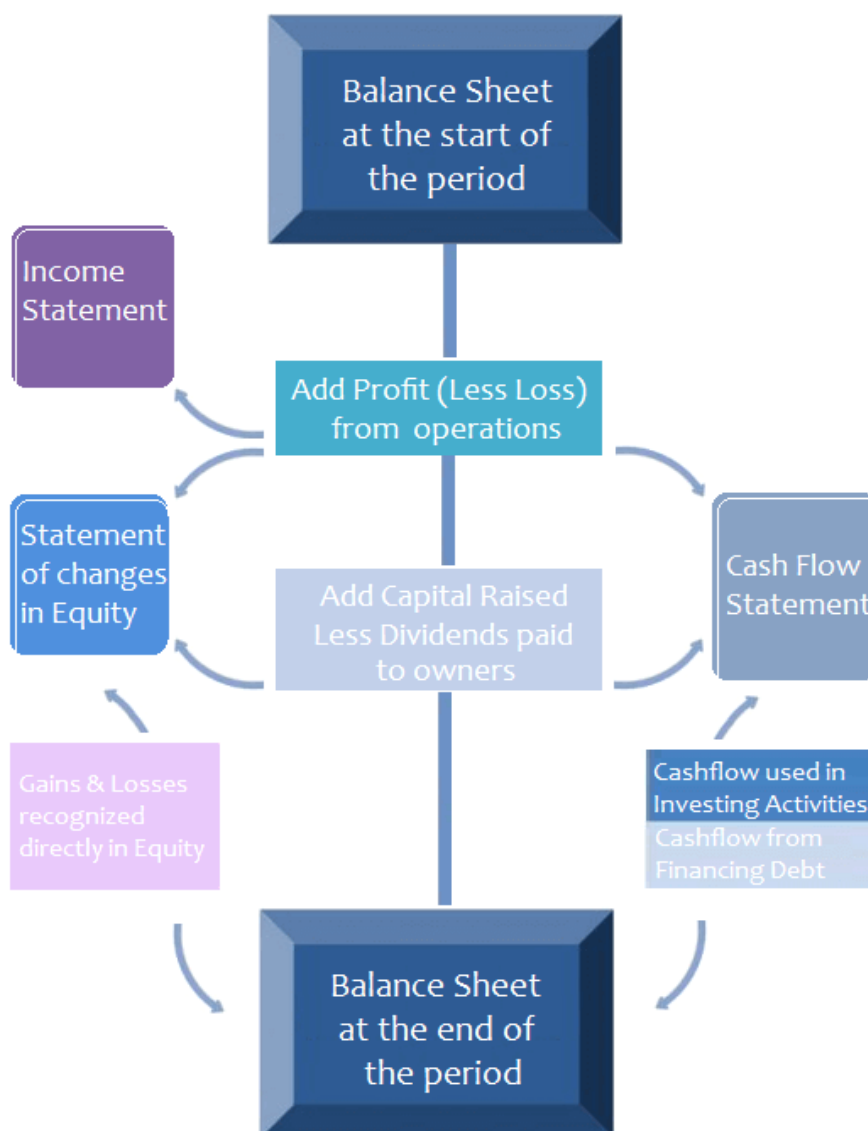 Balance Sheet
at the start of
the period
Income
Statement
Add Profit (Less Loss)
from operations
Statement
of changes
in Equity
Add Capital Raised
Less Dividends paid
to owners
Cash Flow
Statement
Gains & Losses
recognized
directly in Equity
Cashflow used in
Investing Activities
Cashflow from
Financing Debt
Balance Sheet
at the end of
the period